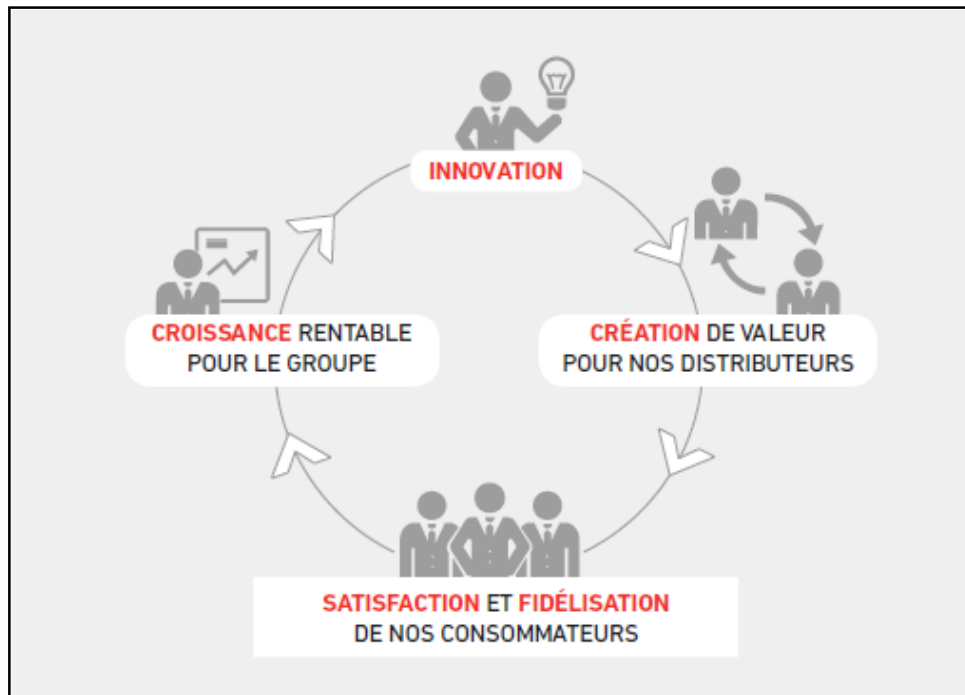 INNOVATION
CROISSANCE RENTABLE
POUR LE GROUPE
CRÉATION DE VALEUR
POUR NOS DISTRIBUTEURS
SATISFACTION ET FIDÉLISATION
DE NOS CONSOMMATEURS